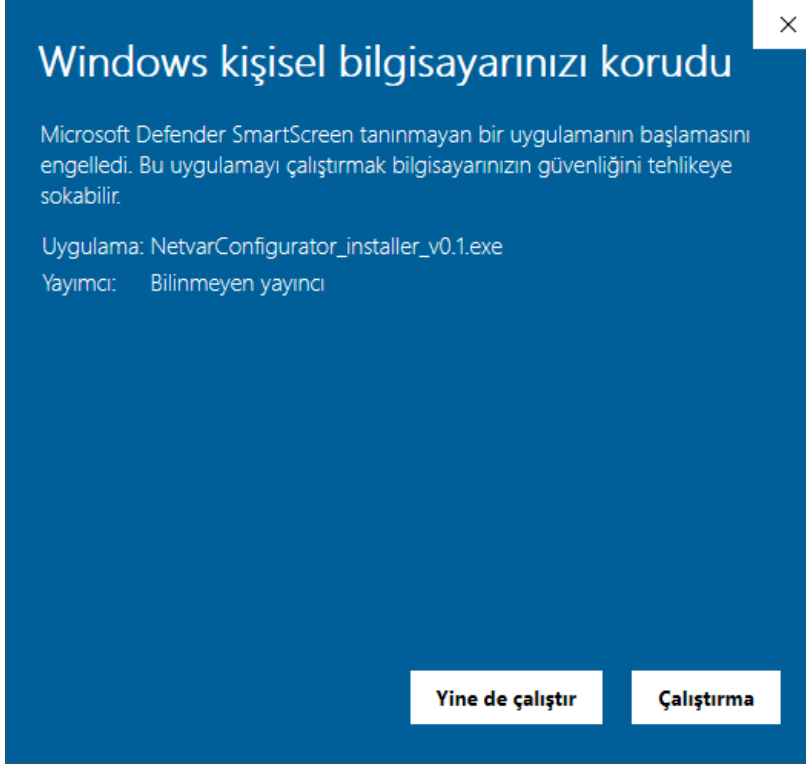 Windows kişisel bilgisayarınızı korudu
Microsoft Defender SmartScreen tanınmayan bir uygulamanın başlamasını
engelledi. Bu uygulamayı çalıştırmak bilgisayarınızın güvenliğini tehlikeye
sokabilir.
Uygulama: NetvarConfigurator_installer_v0.1.exe
Yayımcı: Bilinmeyen yayıncı
Yine de çalıştır
Çalıştırma